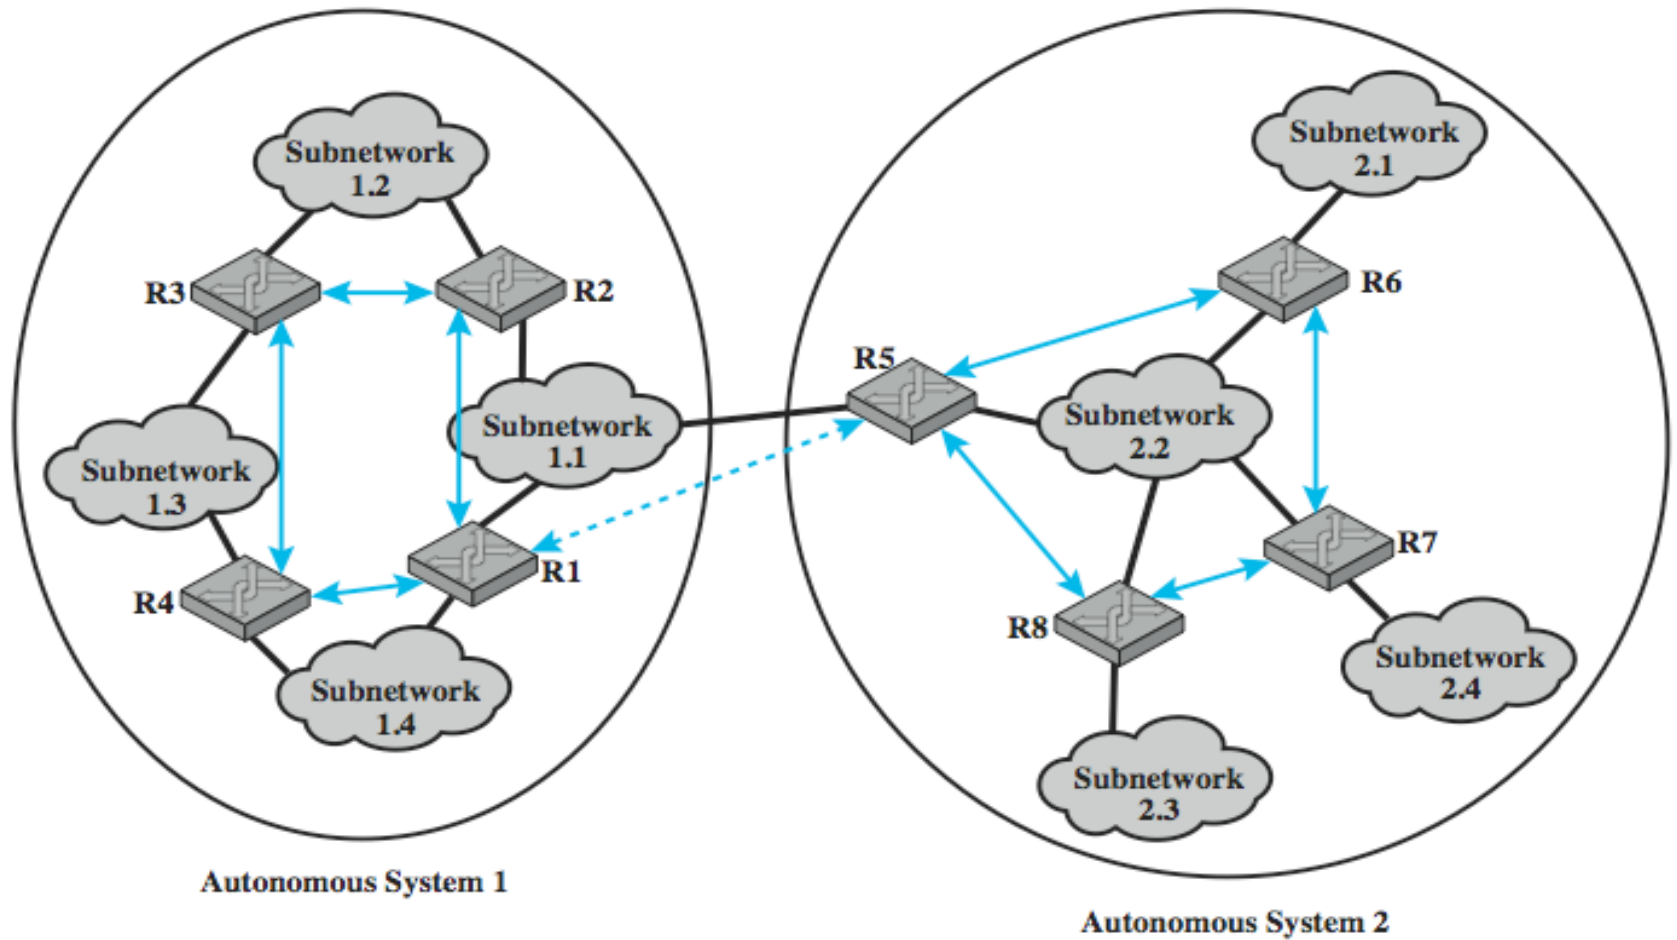 Subnetwork
1.2
R3
R2
Subnetwork
1.1
Subnetwork
1.3
R4
R1
Subnetwork
1.4
Autonomous System 1
Subnetwork
2.1
R6
R5
Subnetwork
2.2
R7
R8
Subnetwork
2.4
Subnetwork
2.3
Autonomous System 2